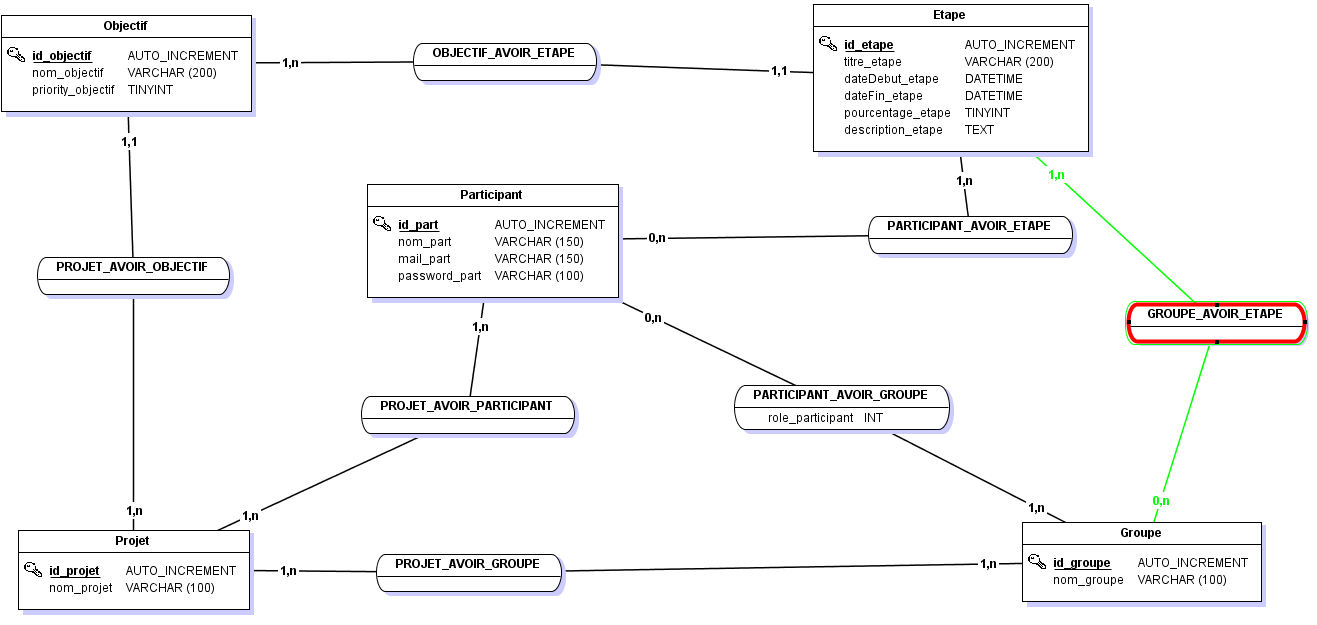 Objectif
id_objectif AUTO_INCREMENT
nom_objectif VARCHAR (200)
priority_objectif TINYINT
1,n
OBJECTIF_AVOIR_ETAPE
1,1
Etape
id_etape AUTO_INCREMENT
titre_etape VARCHAR (200)
dateDebut_etape DATETIME
dateFin_etape DATETIME
pourcentage_etape TINYINT
description_etape TEXT
1,1
PROJET_AVOIR_OBJECTIF
1,n
Participant
id_part AUTO_INCREMENT
nom_part VARCHAR (150)
mail_part VARCHAR (150)
password_part VARCHAR (100)
0,n
PARTICIPANT_AVOIR_ETAPE
1,n
1,n
GROUPE_AVOIR_ETAPE
0,n
1,n
PROJET_AVOIR_PARTICIPANT
1,n
0,n
PARTICIPANT_AVOIR_GROUPE
role_participant INT
1,n
Projet
id_projet AUTO_INCREMENT
nom_projet VARCHAR (100)
1,n
PROJET_AVOIR_GROUPE
1,n
Groupe
id_groupe AUTO_INCREMENT
nom_groupe VARCHAR (100)